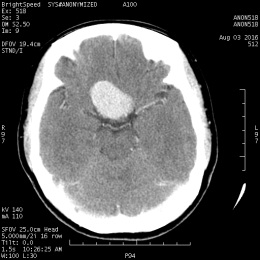 BrightSpeed SYS#ANONYMIZED A100
Ex: 518
Se: 3
DM 52.50
Im: 9
DFOV 19.4cm
STND/I
ANON518
ANON518
Aug 03 2016
512
R
9
7
L
9
7
kV 140
mA 110
SFOV 25.0cm Head
5.000mm/2i 16 row
Tilt: 0.0
1.5s 10:26:25 AM
W:100 L:30
P94